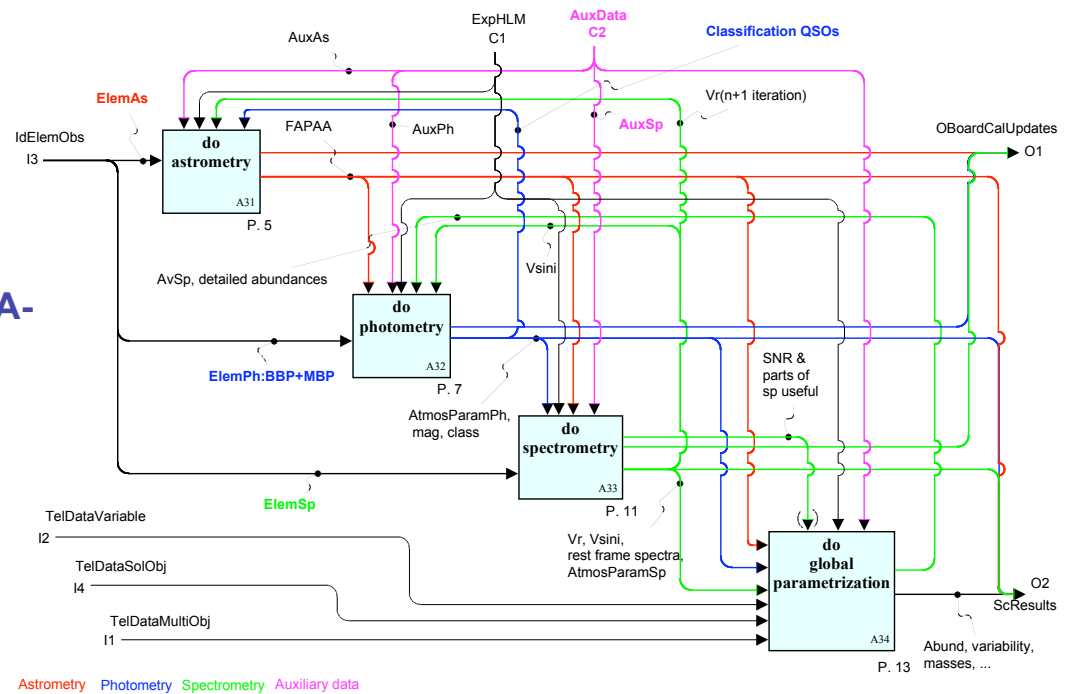 ExpHLM
C1
AuxData
C2
Classification QSOs
AuxAs
ElemAs
FAPAA
AuxPh
AuxSp
Vr(n+1 iteration)
IdElemObs
I3
do
astrometry
A31
P. 5
OBoardCalUpdates
O1
AvSp, detailed abundances
Vsini
A-
do
photometry
A32
P. 7
ElemPh:BBP+MBP
AtmosParamPh,
mag, class
SNR &
parts of
sp useful
do
spectrometry
A33
P. 11
ElemSp
TelDataVariable
I2
Vr, Vsini,
rest frame spectra,
AtmosParamSp
( )
do
global
parametrization
A34
P. 13
TelDataSolObj
I4
TelDataMultiObj
I1
O2
ScResults
Abund, variability,
masses, ...
Astrometry Photometry Spectrometry Auxiliary data